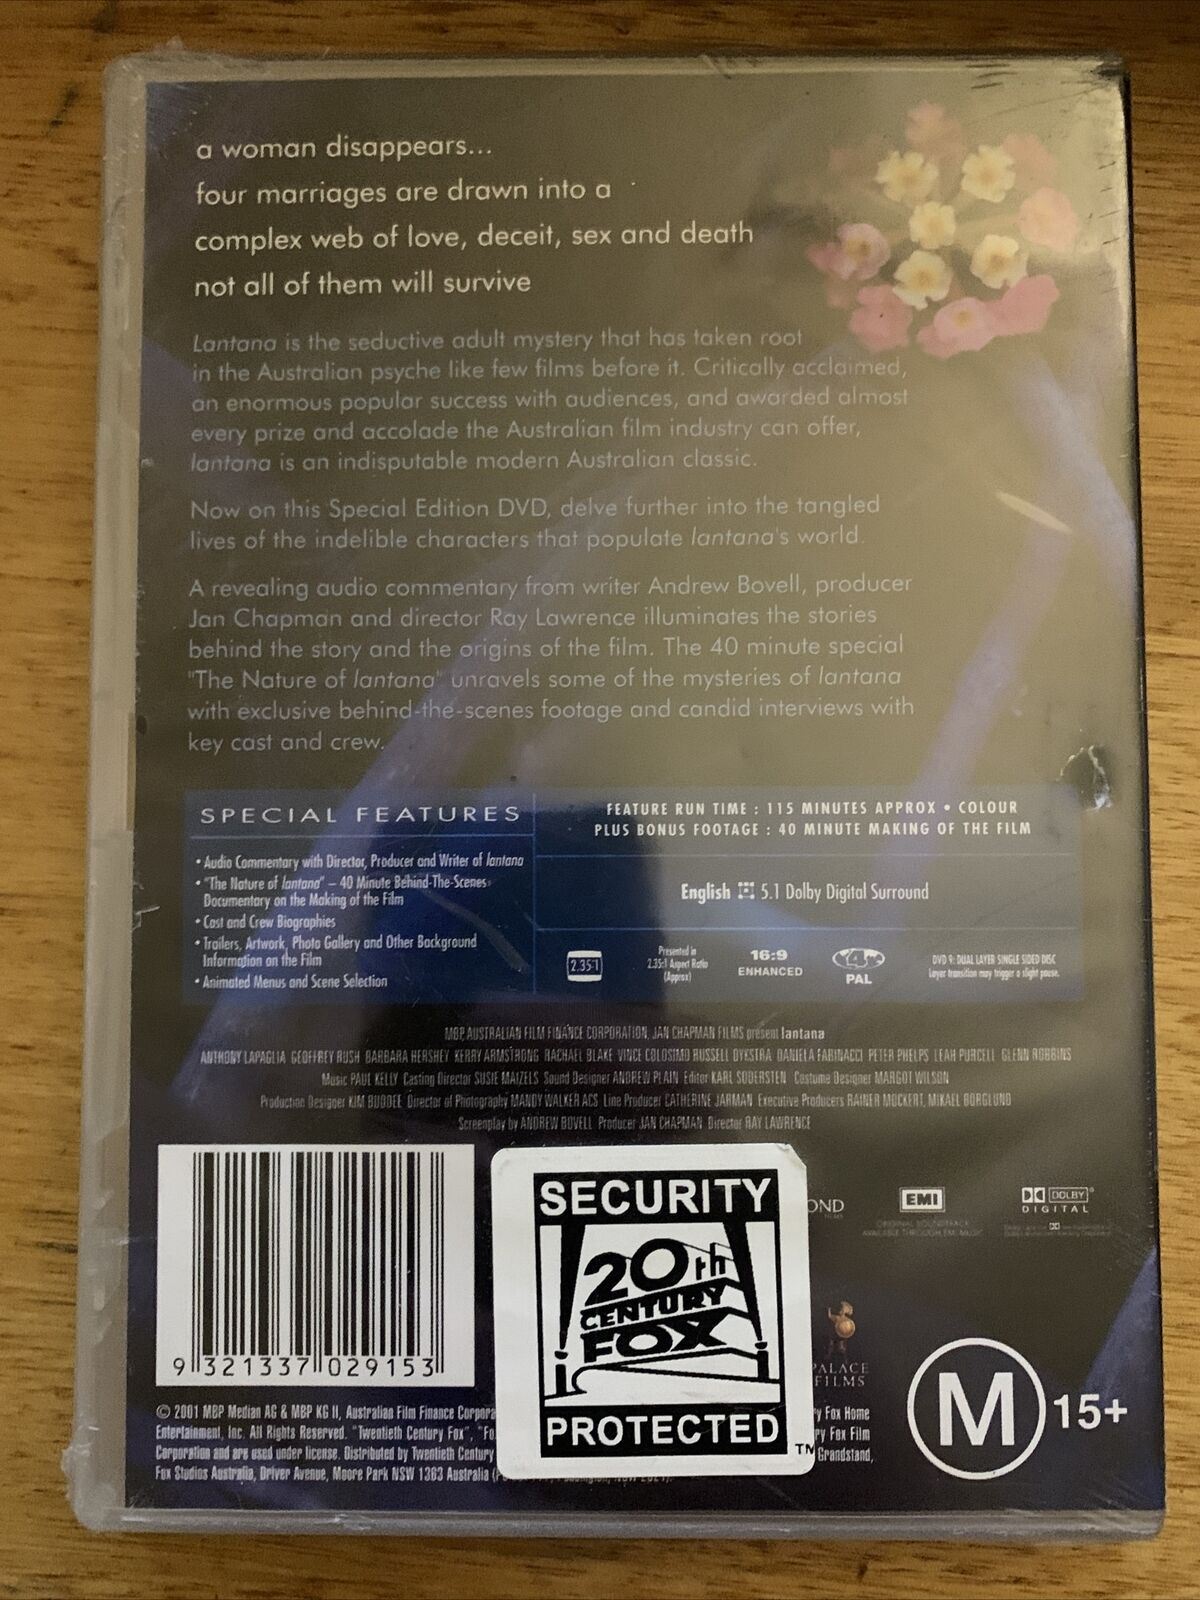 a woman disappears...
four marriages are drawn into a
complex web of love, deceit, sex and death
not all of them will survive
Lantana is the seductive adult mystery that has taken root
in the Australian psyche like few films before it. Critically acclaimed,
an enormous popular success with audiences, and awarded almost
every prize and accolade the Australian film industry can offer,
lantana is an indisputable modern Australian classic.
Now on this Special Edition DVD, delve further into the tangled
lives of the indelible characters that populate lantana's world.
A revealing audio commentary from writer Andrew Bovell, producer
Jan Chapman and director Ray Lawrence illuminates the stories
behind the story and the origins of the film. The 40 minute special
"The Nature of lantana" unravels some of the mysteries of lantana
with exclusive behind-the-scenes footage and candid interviews with
key cast and crew.
SPECIAL FEATURES
• Audio Commentary with Director, Producer and Writer of lantana
• "The Nature of lantana" – 40 Minute Behind-The-Scenes
Documentary on the Making of the Film
• Cast and Crew Biographies
• Trailers, Artwork, Photo Gallery and Other Background
Information on the Film
• Animated Menus and Scene Selection
FEATURE RUN TIME : 115 MINUTES APPROX • COLOUR
PLUS BONUS FOOTAGE : 40 MINUTE MAKING OF THE FILM
English 5.1 Dolby Digital Surround
2.35:1
Presented in
2.35:1 Aspect Ratio
(Approx)
16:9
ENHANCED
4
PAL
DVD 9: DUAL LAYER SINGLE SIDED DISC
Layer transition may trigger a slight pause.
MBP, AUSTRALIAN FILM FINANCE CORPORATION, JAN CHAPMAN FILMS present lantana
ANTHONY LAPAGLIA GEOFFREY RUSH BARBARA HERSHEY KERRY ARMSTRONG RACHAEL BLAKE VINCE COLOSIMO RUSSELL DYKSTRA DANIELA FARINACCI PETER PHELPS LEAH PURCELL GLENN ROBBINS
Music PAUL KELLY Casting Director SUSIE MAIZELS Sound Designer ANDREW PLAIN Editor KARL SODERSTEN Costume Designer MARGOT WILSON
Production Designer KIM BUDDEE Director of Photography MANDY WALKER ACS Line Producer CATHERINE JARMAN Executive Producers RAINER MOCKERT, MIKAEL BORGLUND
Screenplay by ANDREW BOVELL Producer JAN CHAPMAN Director RAY LAWRENCE
SECURITY
20th
CENTURY
FOX
PROTECTED
TM
OND
FILMS
EMI
ORIGINAL SOUNDTRACK
AVAILABLE THROUGH EMI MUSIC
DOLBY
DIGITAL
PALACE
FILMS
M 15+
9 321337 029153
© 2001 MBP Median AG & MBP KG II, Australian Film Finance Corpora y Fox Home
Entertainment, Inc. All Rights Reserved. "Twentieth Century Fox", "Fo ry Fox Film
Corporation and are used under license. Distributed by Twentieth Century Grandstand,
Fox Studios Australia, Driver Avenue, Moore Park NSW 1363 Australia